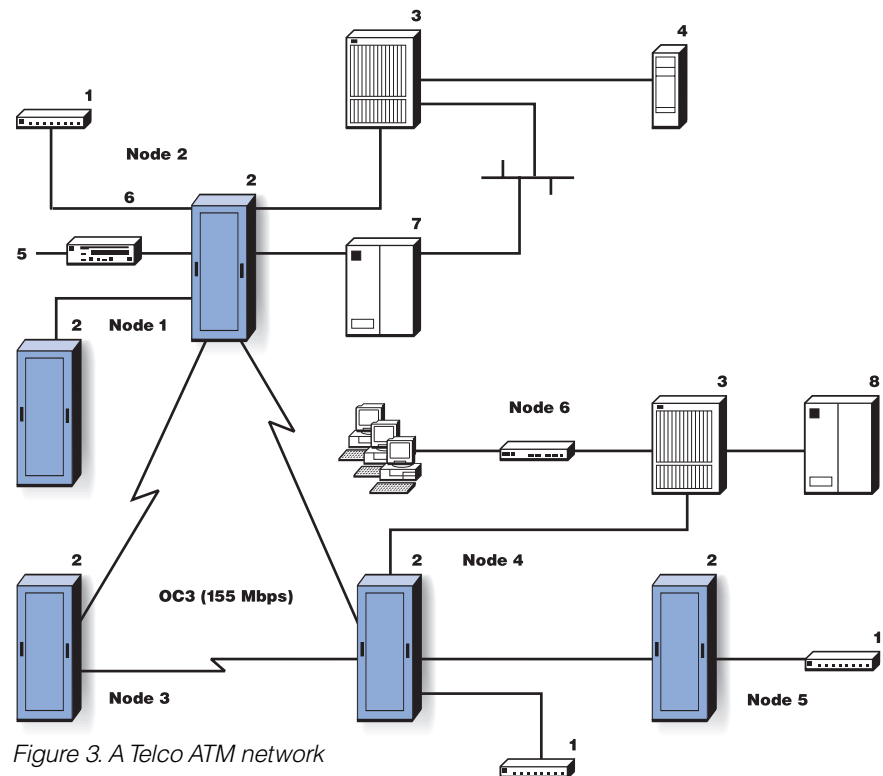 3
4
1
Node 2
2
6
7
5
2
Node 1
3
8
Node 6
2
2
Node 4
2
OC3 (155 Mbps)
1
Node 3
Node 5
1
Figure 3. A Telco ATM network